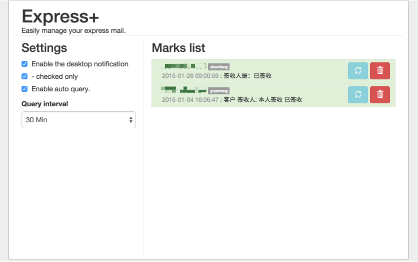 Express+
Easily manage your express mail.
Settings
Enable the desktop notification
- checked only
Enable auto query.
Query interval
30 Min
Marks list
2015-01-26 09:00:59 : 签收人是：已签收
2015-01-04 16:06:47 : 客户 签收人: 本人签收 已签收